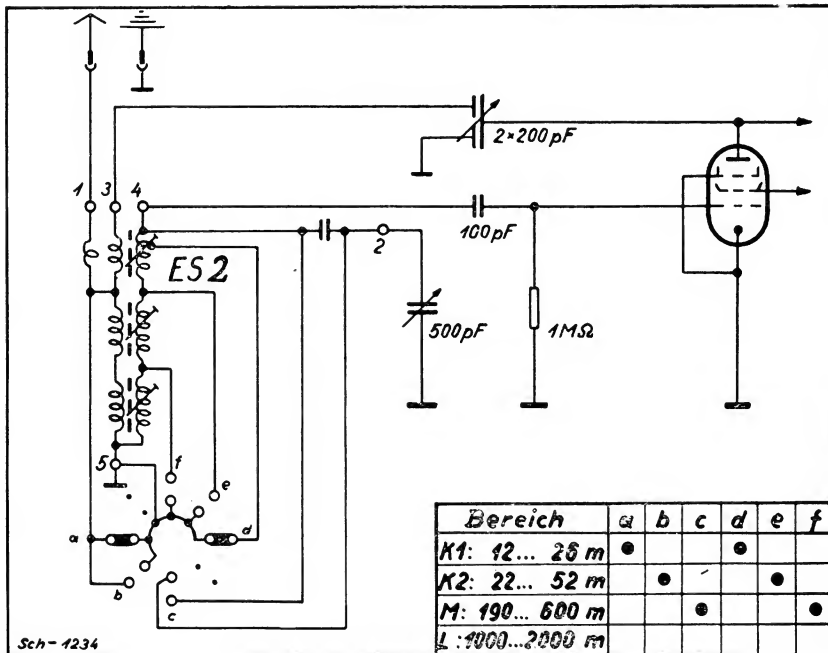 2×200pF
1 3 4
100pF
2
ES2
500pF
1MΩ
5
f
e
a
d
b
c
Bereich a b c d e f
K1: 12... 26 m ● ●
K2: 22... 52 m ● ●
M: 190... 600 m ● ●
L: 1000...2000 m
Sch-1234